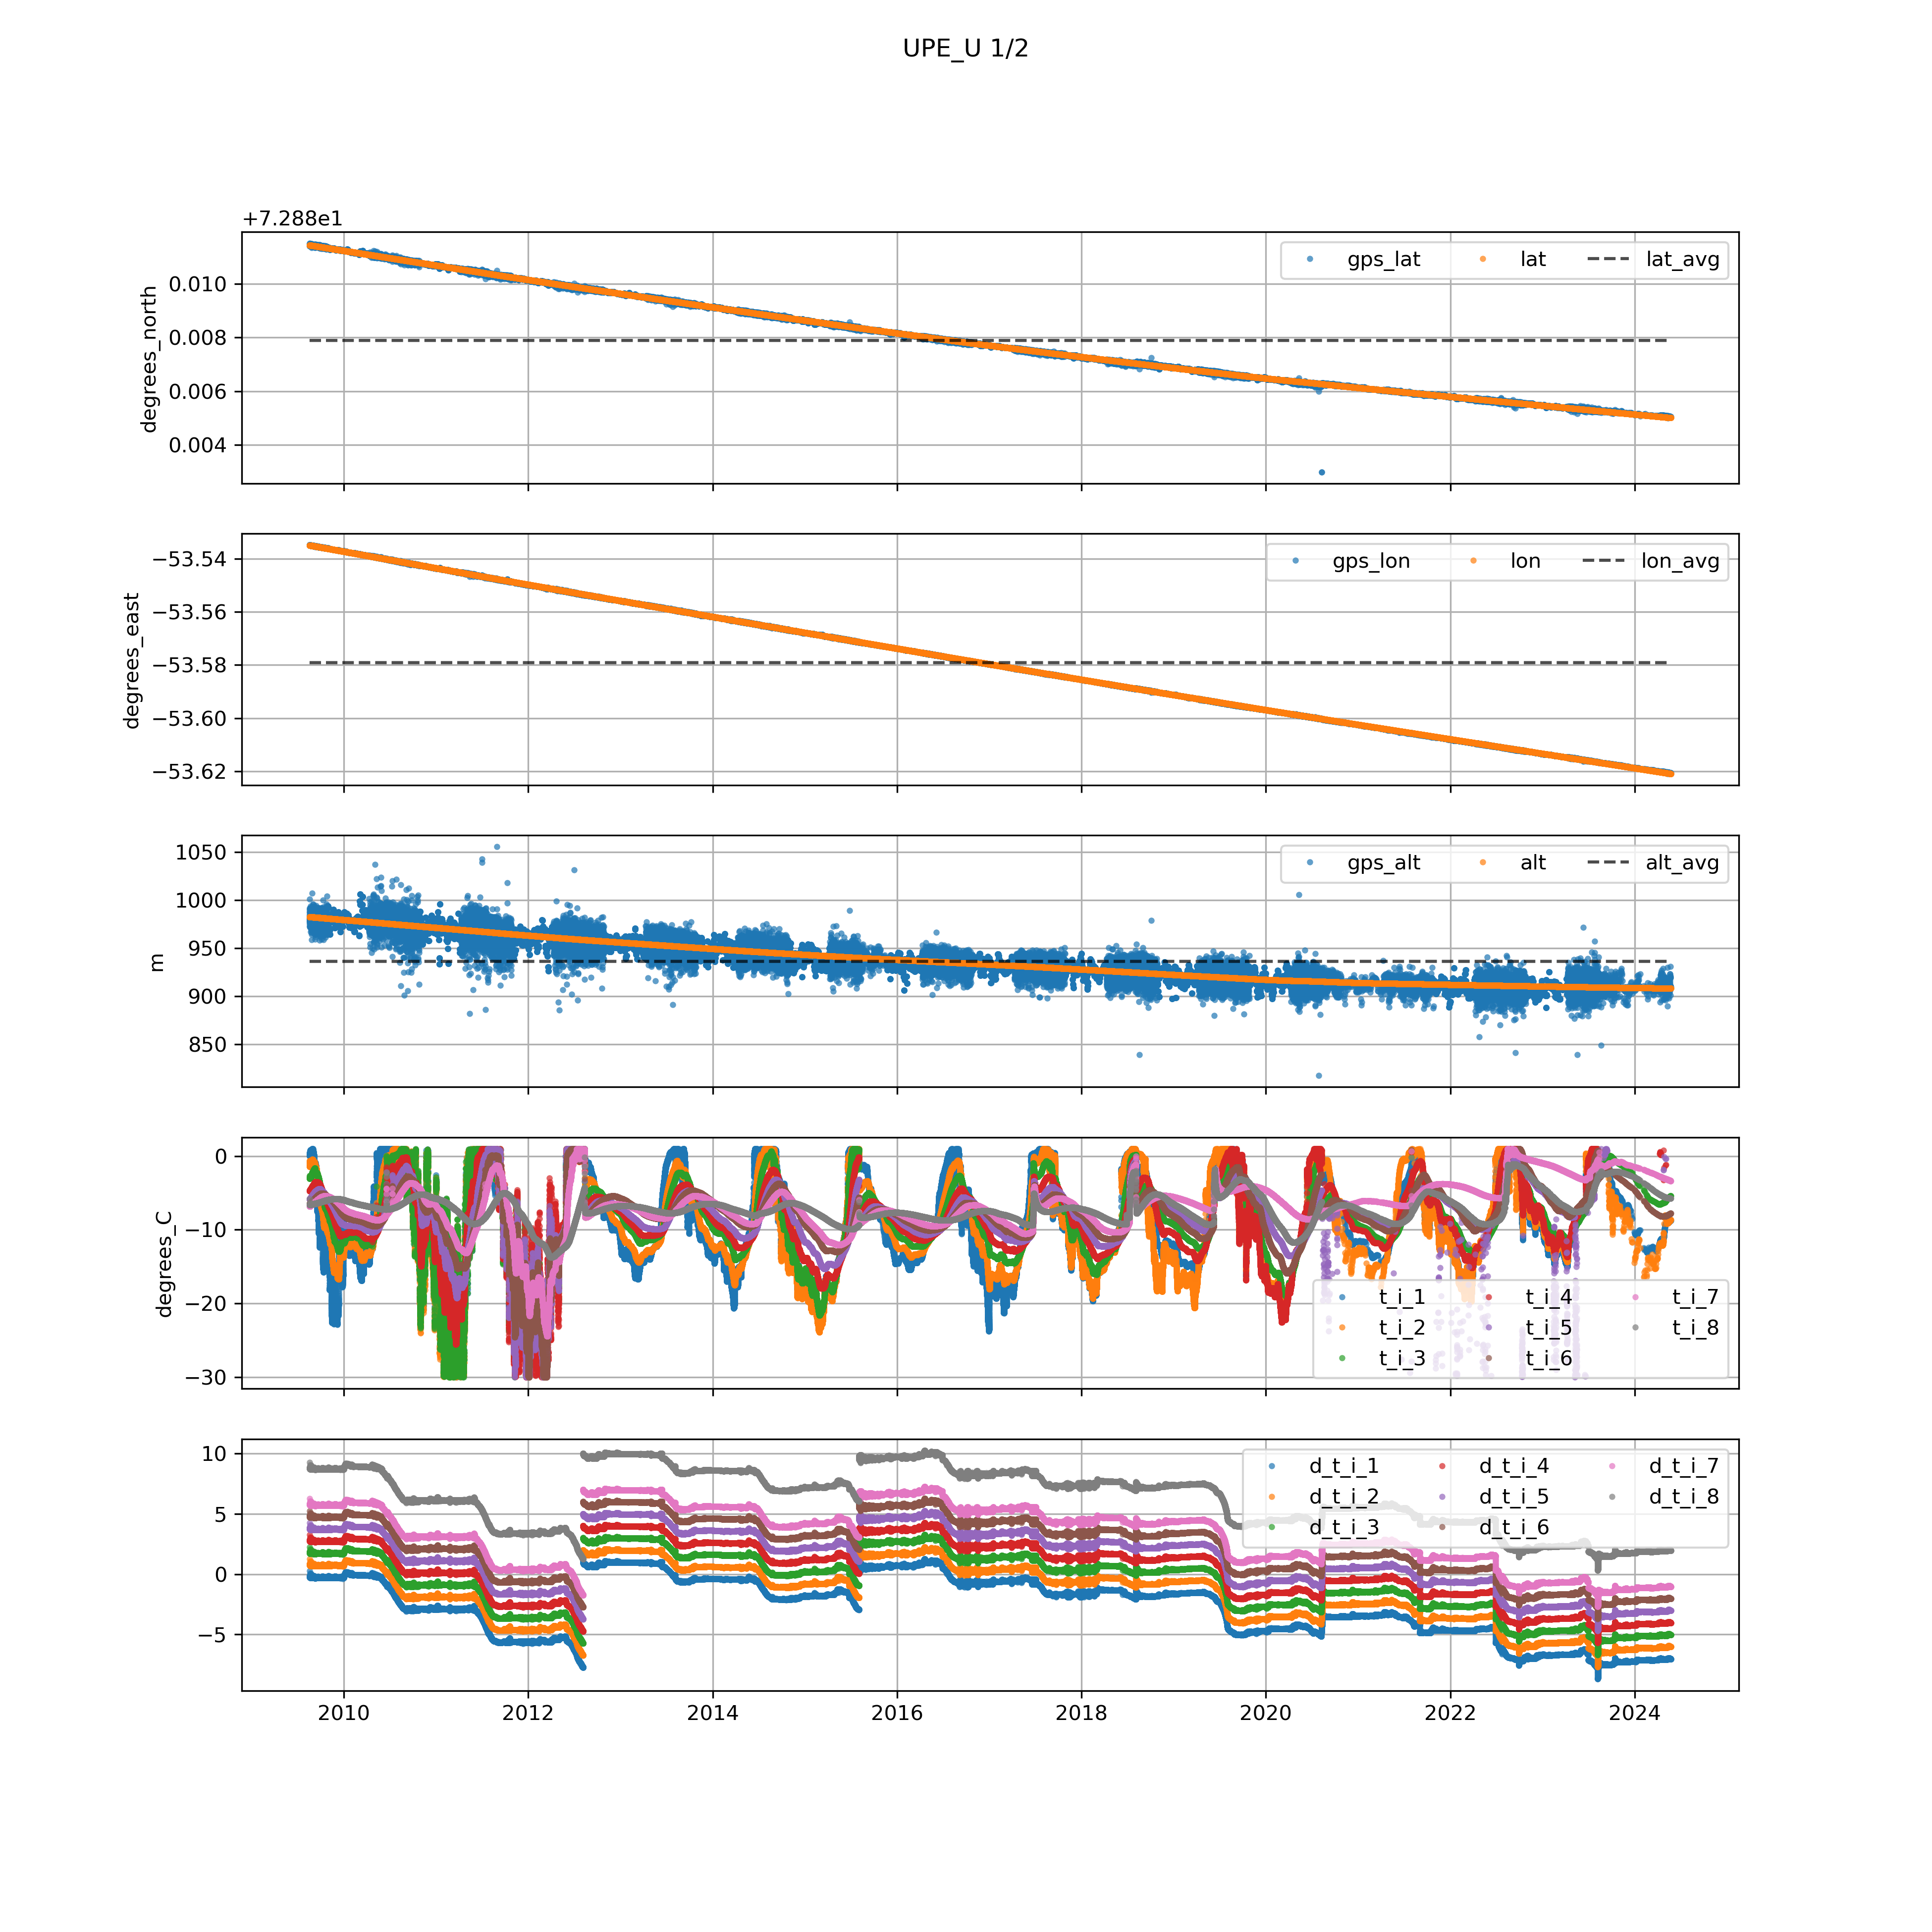 UPE_U 1/2
+7.288e1
degrees_north
0.010
0.008
0.006
0.004
gps_lat lat lat_avg
degrees_east
−53.54
−53.56
−53.58
−53.60
−53.62
gps_lon lon lon_avg
m
1050
1000
950
900
850
gps_alt alt alt_avg
degrees_C
0
−10
−20
−30
t_i_1 t_i_4 t_i_7
t_i_2 t_i_5 t_i_8
t_i_3 t_i_6
10
5
0
−5
d_t_i_1 d_t_i_4 d_t_i_7
d_t_i_2 d_t_i_5 d_t_i_8
d_t_i_3 d_t_i_6
2010 2012 2014 2016 2018 2020 2022 2024